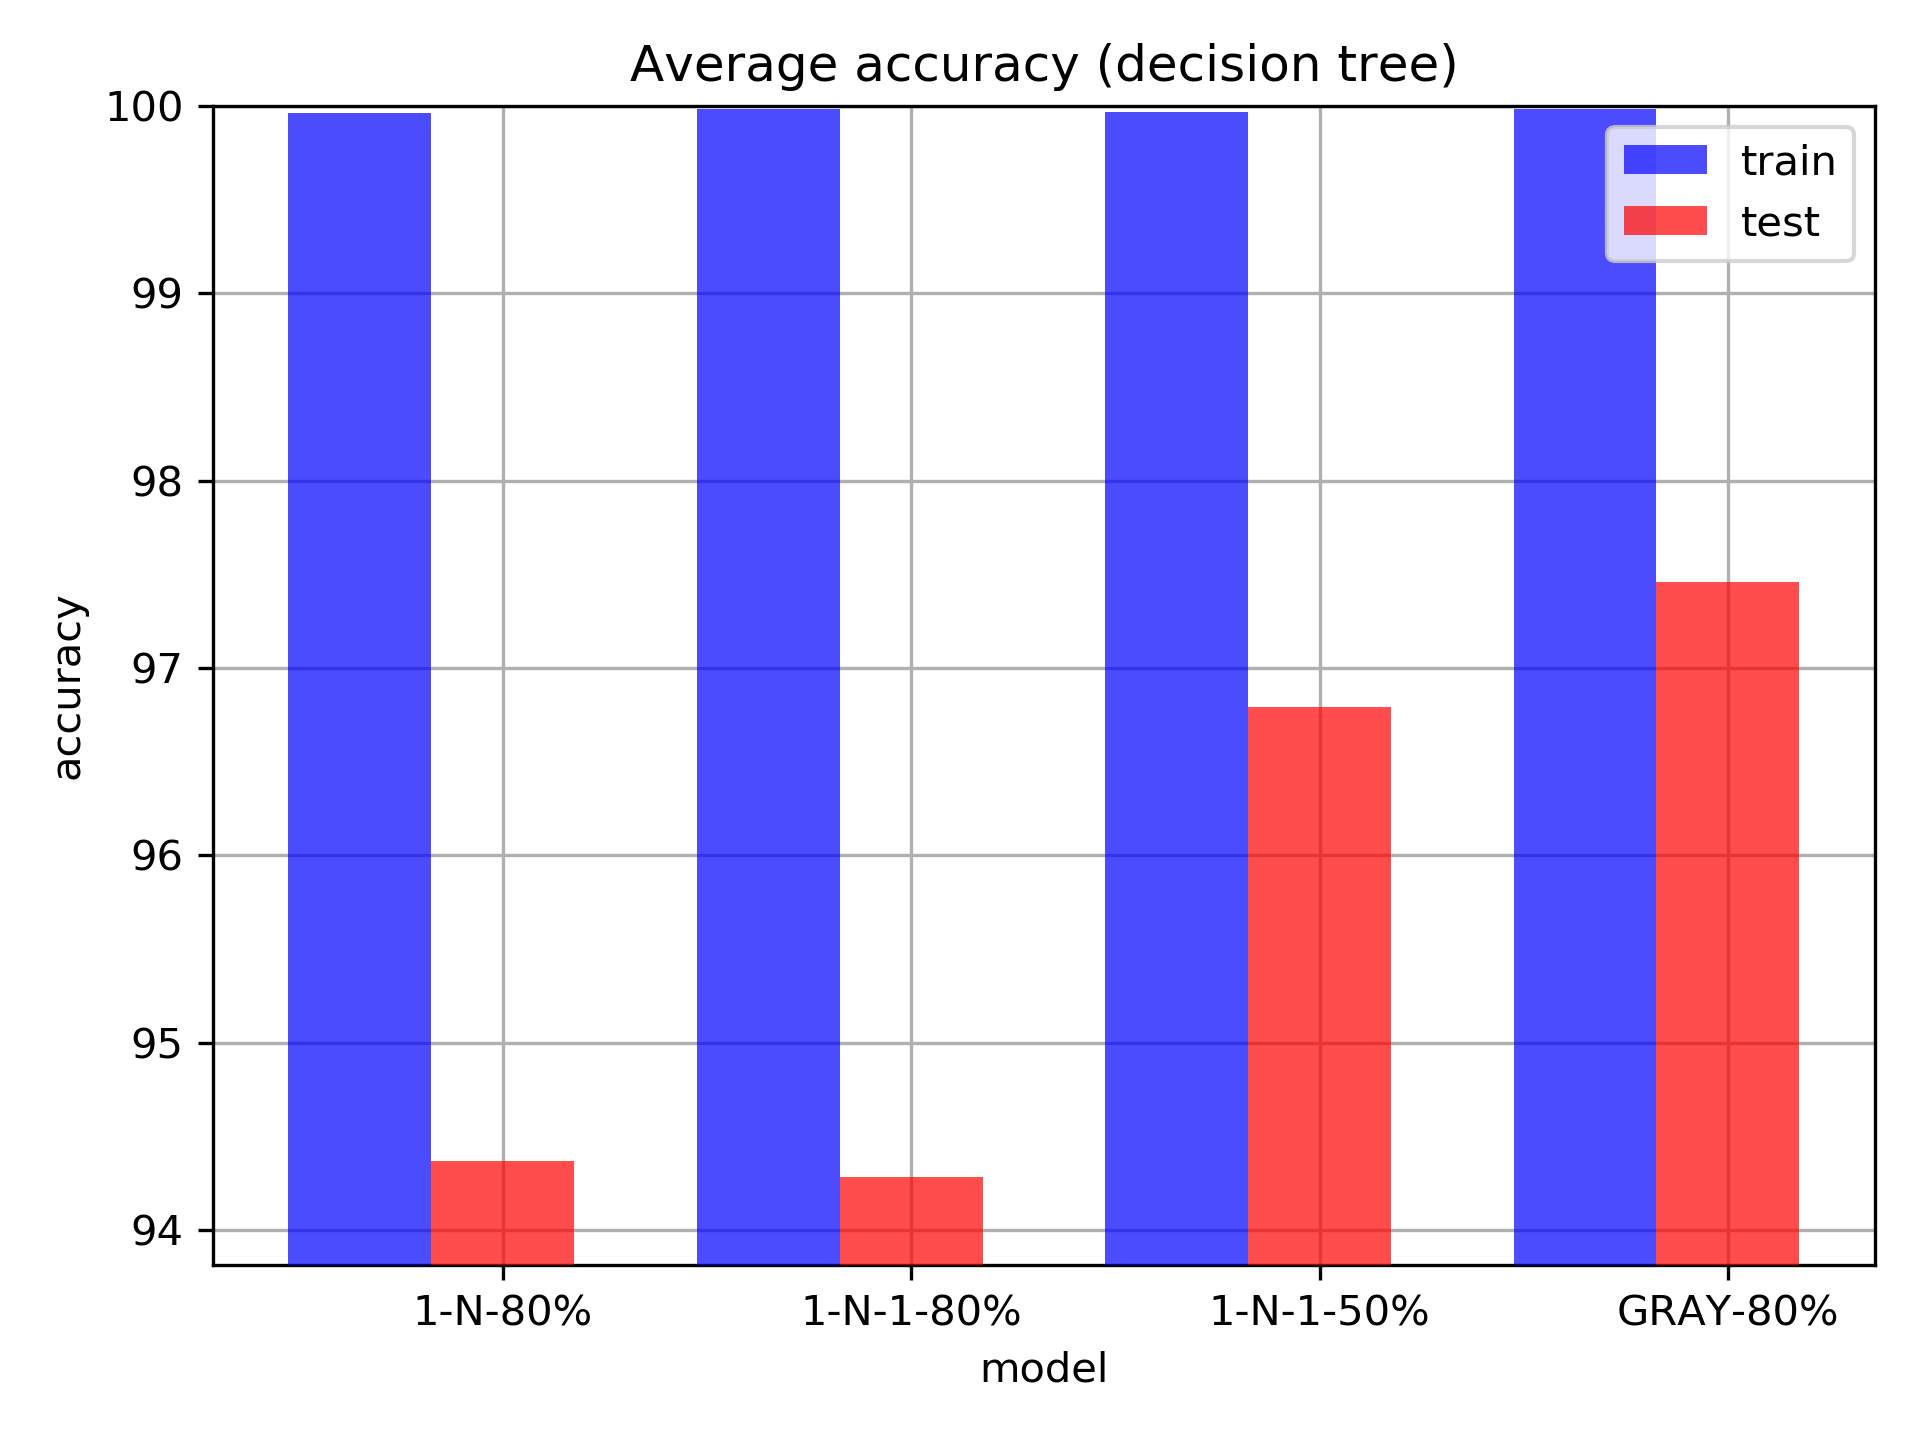 Average accuracy (decision tree)
100
99
98
97
96
95
94
accuracy
train
test
1-N-80%
1-N-1-80%
1-N-1-50%
GRAY-80%
model